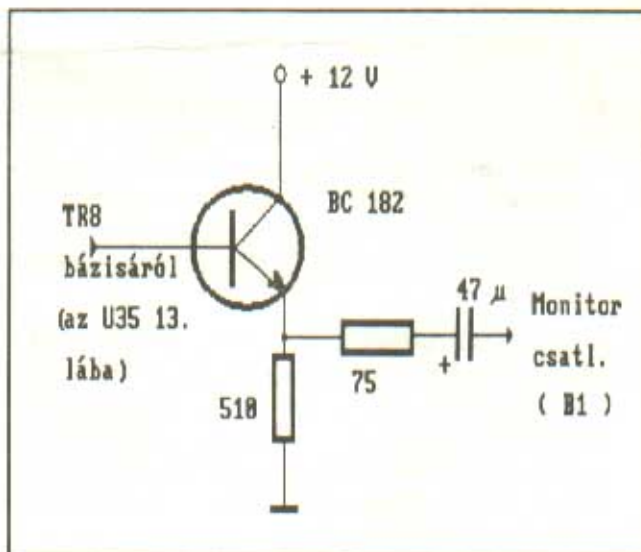 + 12 V
BC 182
TR8
bázisáról
(az U35 13.
lába)
47 µ
Monitor
csatl.
( B1 )
+
75
510